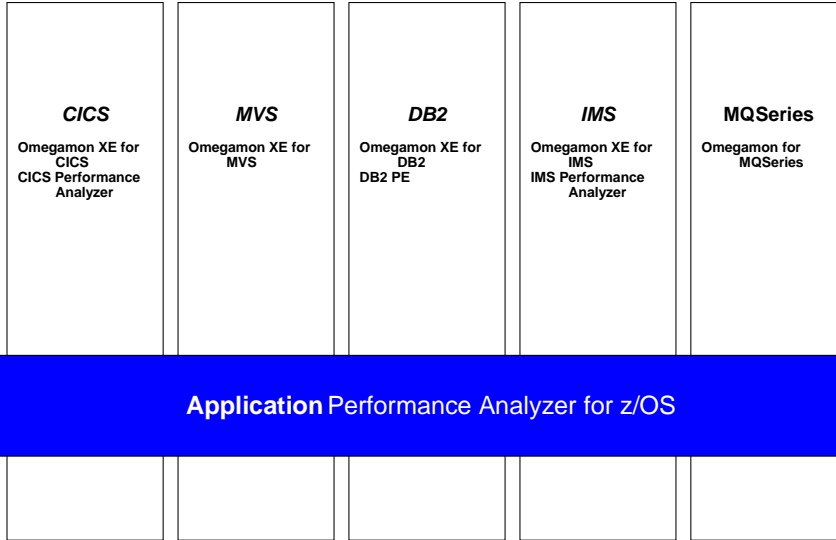 CICS
Omegamon XE for
CICS
CICS Performance
Analyzer
MVS
Omegamon XE for
MVS
DB2
Omegamon XE for
DB2
DB2 PE
IMS
Omegamon XE for
IMS
IMS Performance
Analyzer
MQSeries
Omegamon for
MQSeries
Application Performance Analyzer for z/OS